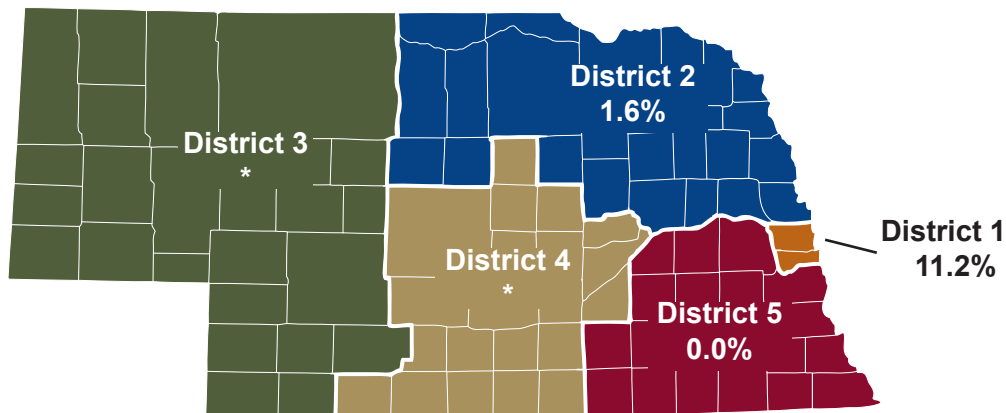 District 2
1.6%
District 3
*
District 1
11.2%
District 4
*
District 5
0.0%